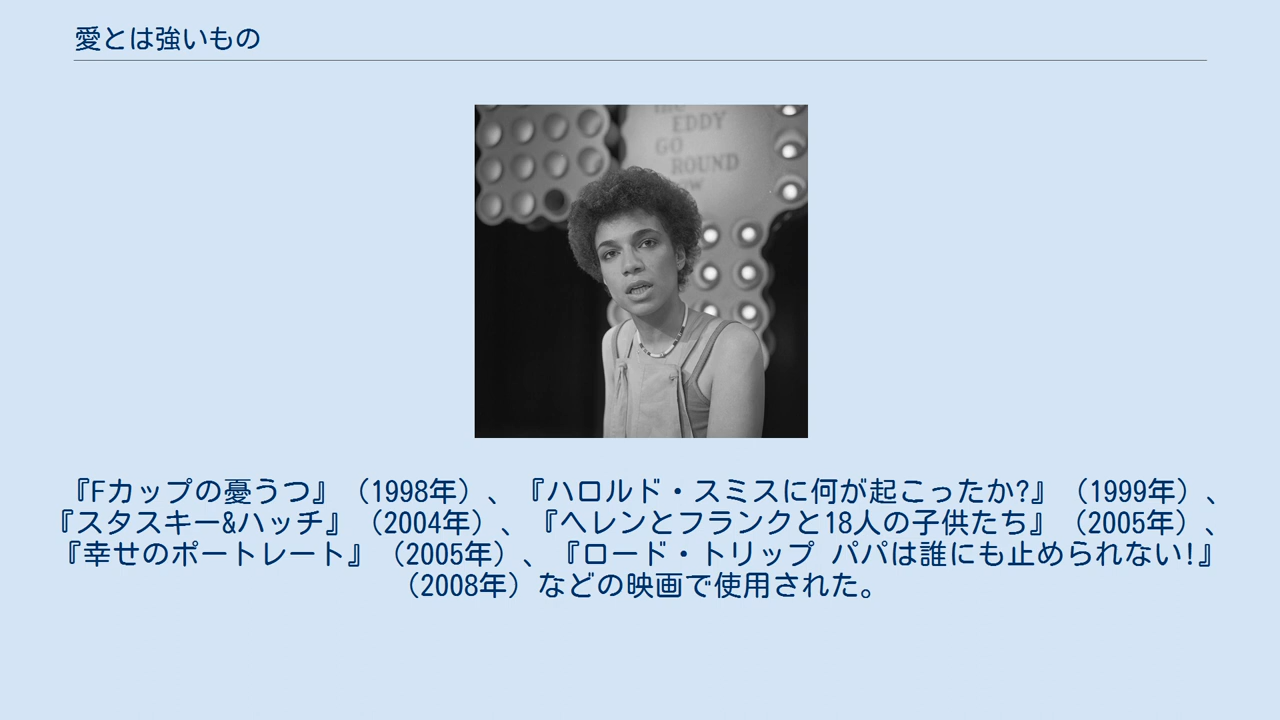 愛とは強いもの
the
EDDY
GO
ROUND
『Fカップの憂うつ』（1998年）、『ハロルド・スミスに何が起こったか?』（1999年）、
『スタスキー&ハッチ』（2004年）、『ヘレンとフランクと18人の子供たち』（2005年）、
『幸せのポートレート』（2005年）、『ロード・トリップ パパは誰にも止められない!』
（2008年）などの映画で使用された。